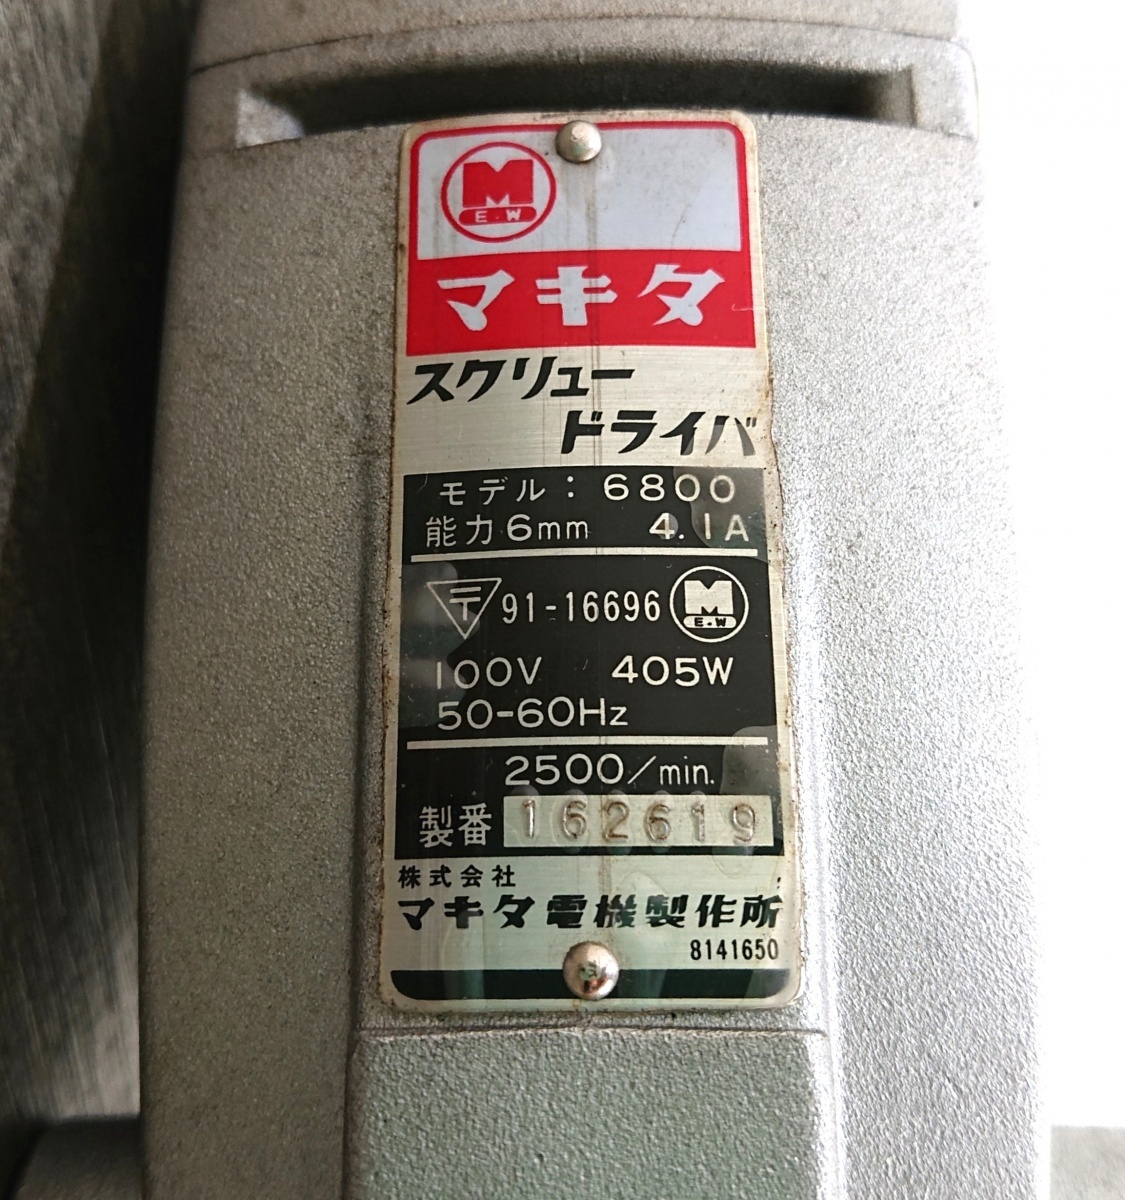 M
E.W
マキタ
スクリュー
ドライバ
モデル：6800
能力6mm 4.1A
〒91-16696 M E.W
100V 405W
50-60Hz
2500/min.
製番 162619
株式会社
マキタ電機製作所
8141650